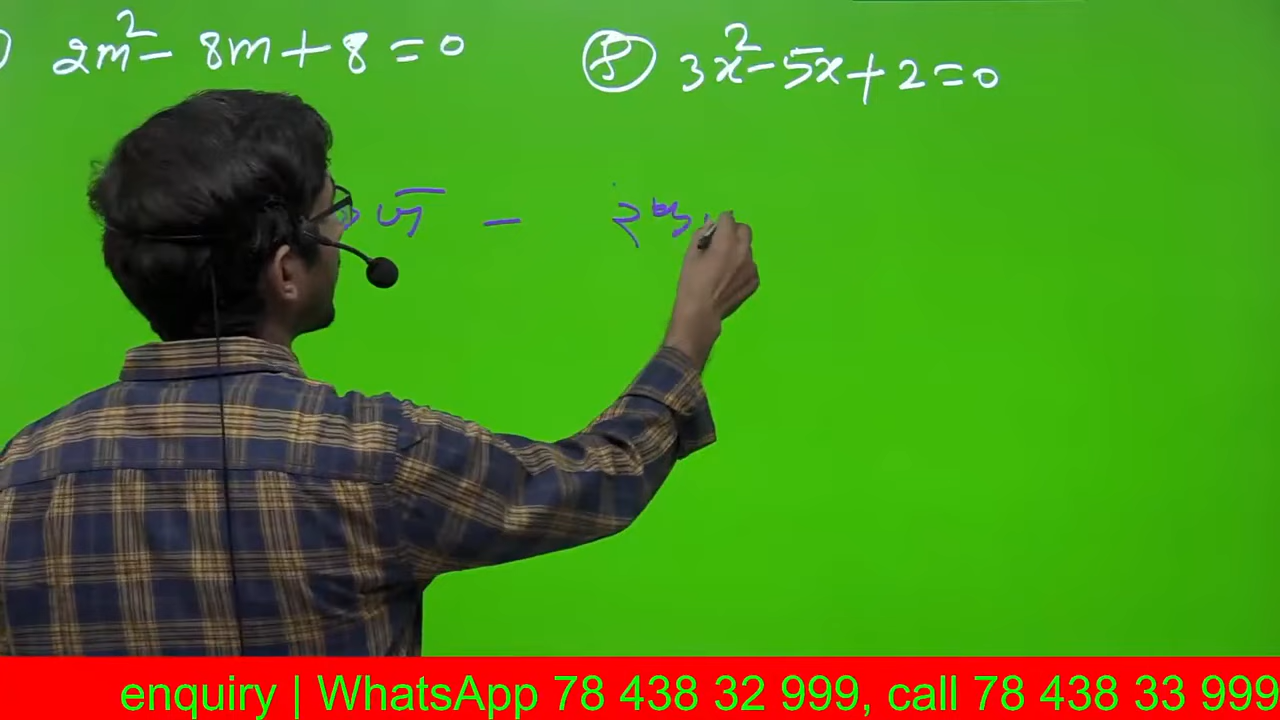 2m² - 8m + 8 = 0
8 3x² - 5x + 2 = 0
enquiry | WhatsApp 78 438 32 999, call 78 438 33 999